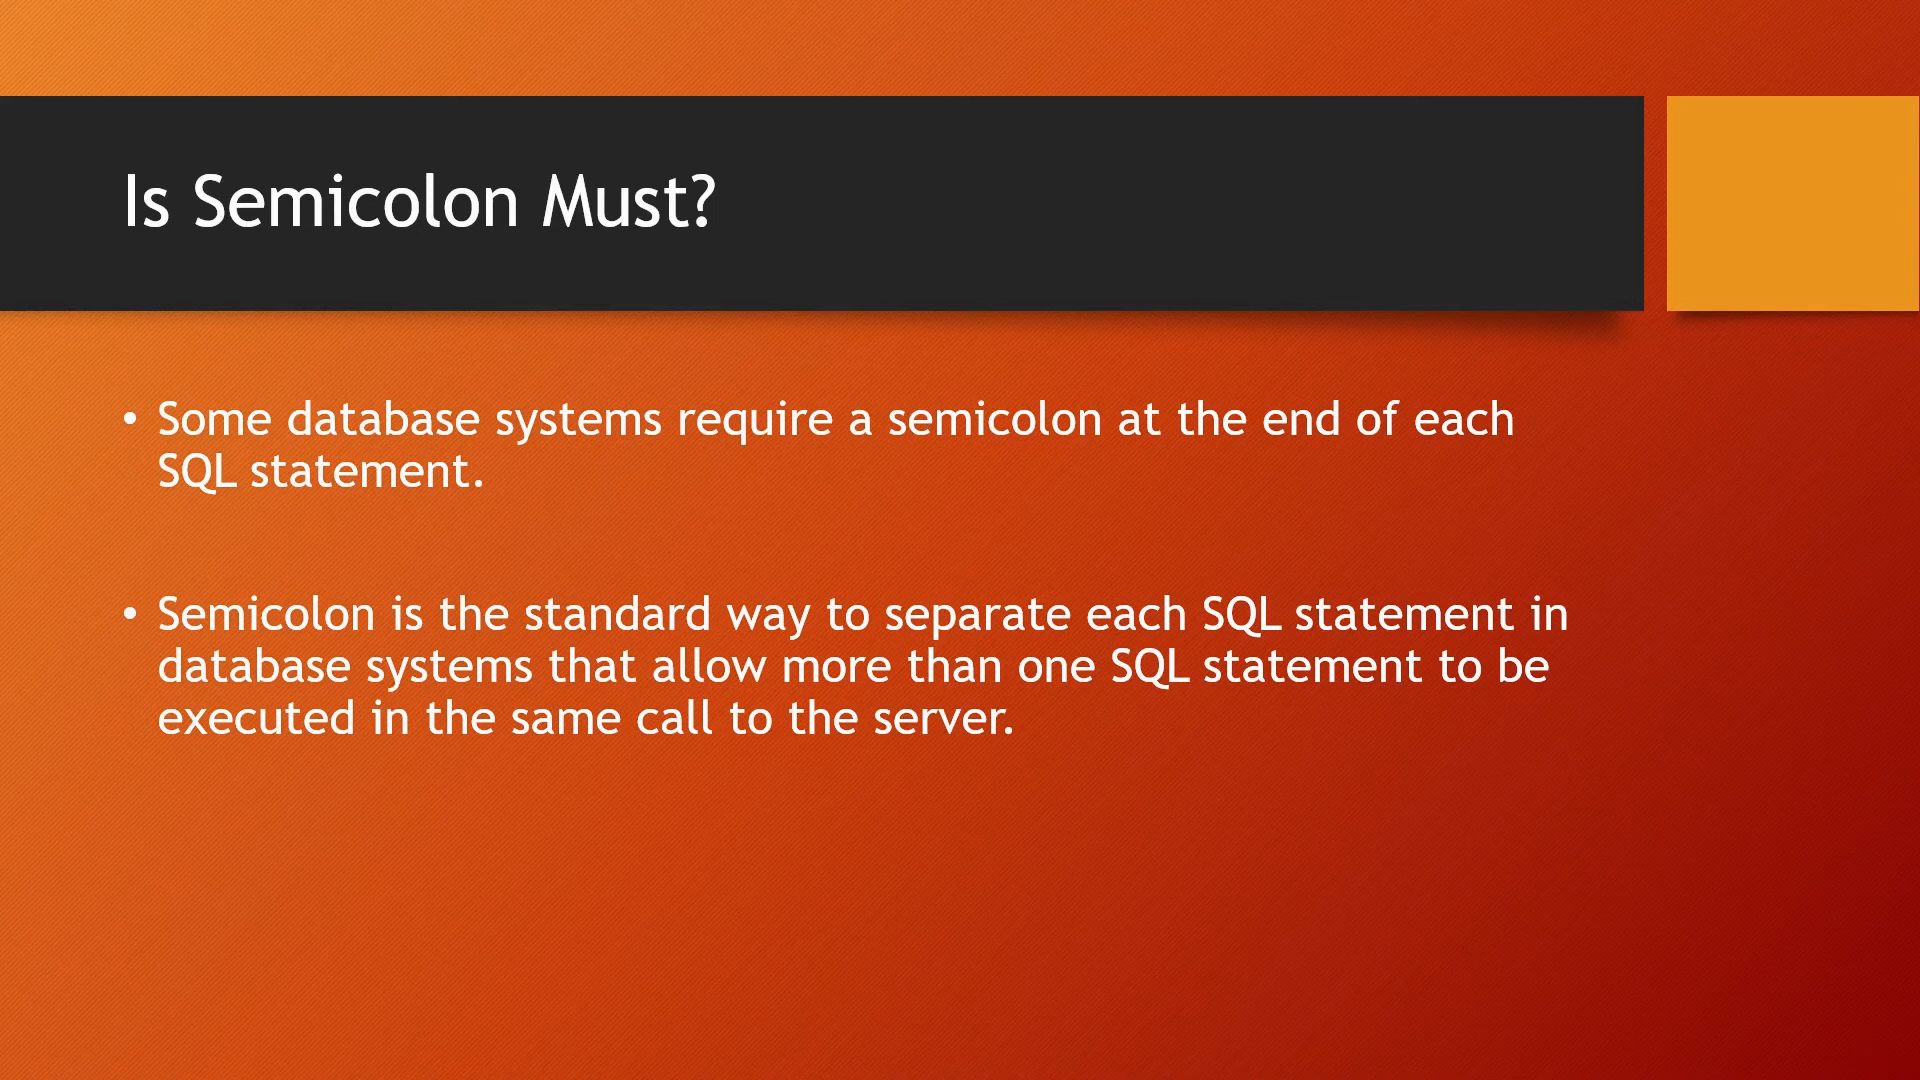 Is Semicolon Must?
• Some database systems require a semicolon at the end of each
SQL statement.
• Semicolon is the standard way to separate each SQL statement in
database systems that allow more than one SQL statement to be
executed in the same call to the server.